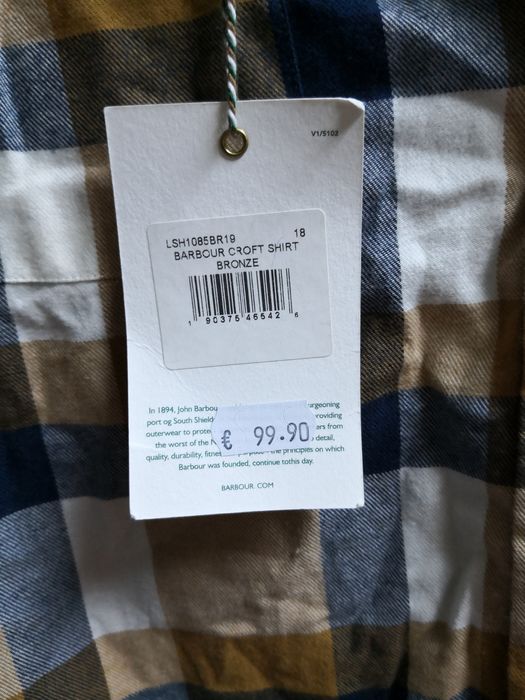 V1/5102
LSH1085BR19 18
BARBOUR CROFT SHIRT
BRONZE
1 90375 46542 6
In 1894, John Barbou urgeoning
port og South Shield providing
outerwear to prote ars from
the worst of the detail,
quality, durability, fitnes the principles on which
Barbour was founded, continue tothis day.
€ 99.90
BARBOUR. COM